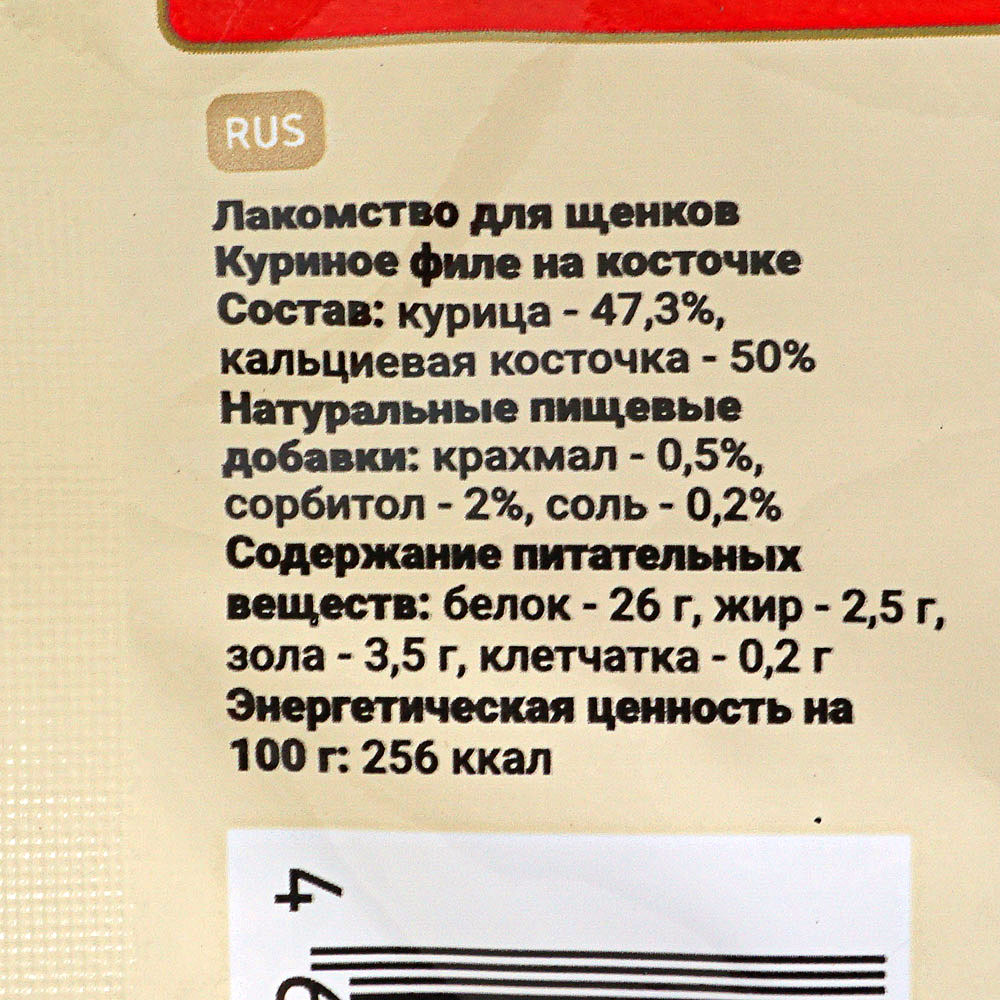 RUS
Лакомство для щенков
Куриное филе на косточке
Состав: курица - 47,3%,
кальциевая косточка - 50%
Натуральные пищевые
добавки: крахмал - 0,5%,
сорбитол - 2%, соль - 0,2%
Содержание питательных
веществ: белок - 26 г, жир - 2,5 г,
зола - 3,5 г, клетчатка - 0,2 г
Энергетическая ценность на
100 г: 256 ккал
4